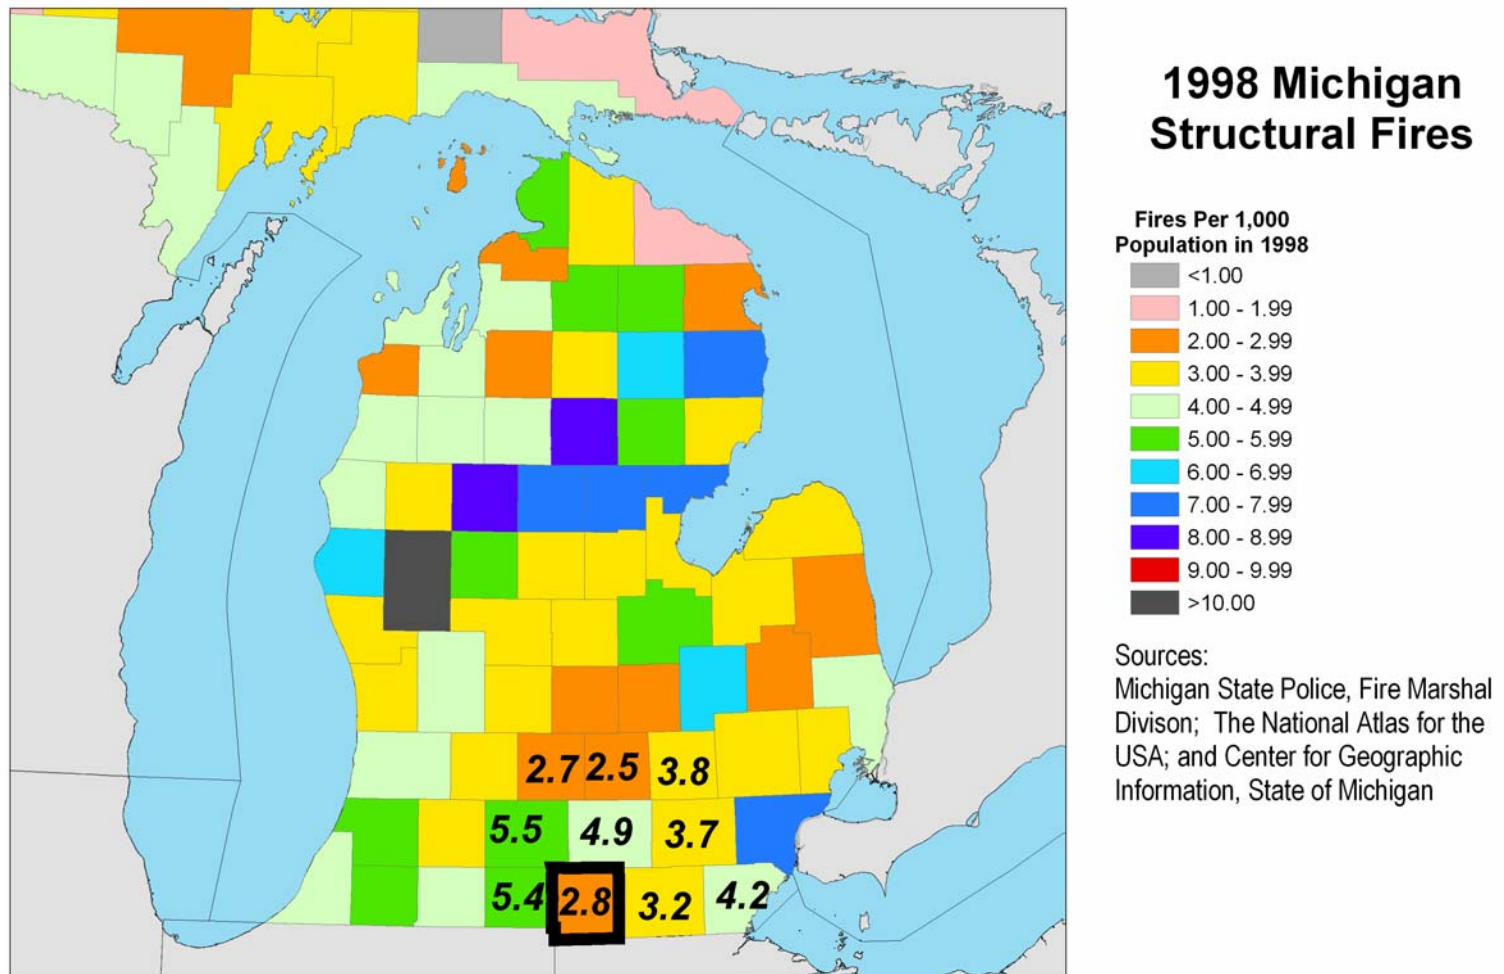 1998 Michigan
Structural Fires
Fires Per 1,000
Population in 1998
<1.00
1.00 - 1.99
2.00 - 2.99
3.00 - 3.99
4.00 - 4.99
5.00 - 5.99
6.00 - 6.99
7.00 - 7.99
8.00 - 8.99
9.00 - 9.99
>10.00
Sources:
Michigan State Police, Fire Marshal
Divison; The National Atlas for the
USA; and Center for Geographic
Information, State of Michigan
2.7 2.5 3.8
5.5 4.9 3.7
5.4 2.8 3.2 4.2